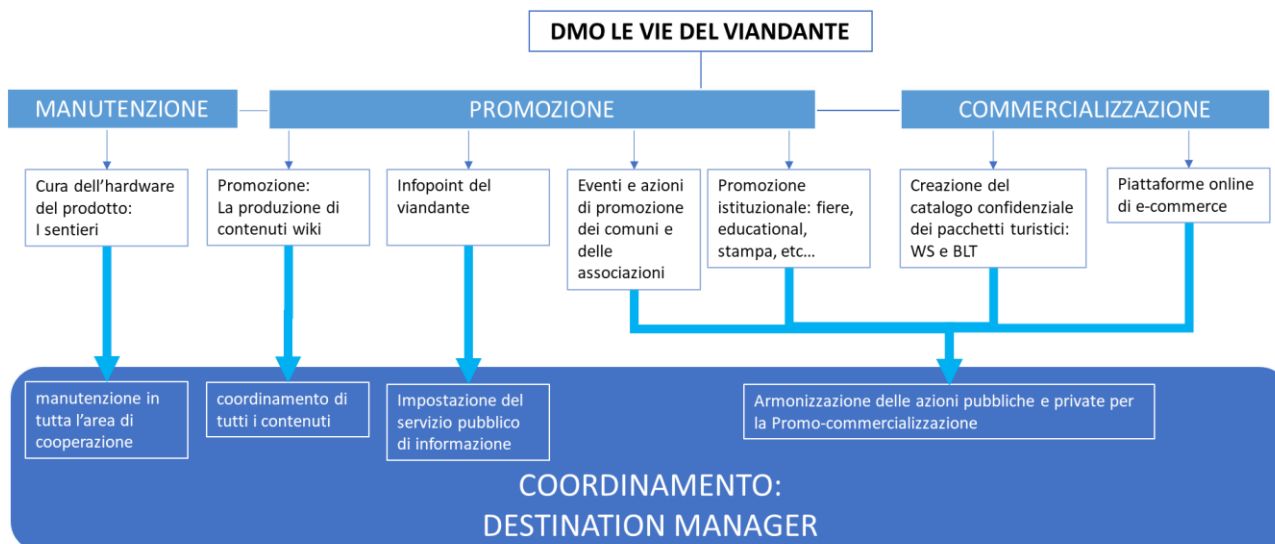 DMO LE VIE DEL VIANDANTE
MANUTENZIONE
PROMOZIONE
COMMERCIALIZZAZIONE
Cura dell'hardware
del prodotto:
I sentieri
Promozione:
La produzione di
contenuti wiki
Infopoint del
viandante
Eventi e azioni
di promozione
dei comuni e
delle
associazioni
Promozione
istituzionale: fiere,
educational,
stampa, etc...
Creazione del
catalogo confidenziale
dei pacchetti turistici:
WS e BLT
Piattaforme online
di e-commerce
manutenzione in
tutta l'area di
cooperazione
coordinamento di
tutti i contenuti
Impostazione del
servizio pubblico
di informazione
Armonizzazione delle azioni pubbliche e private per
la Promo-commercializzazione
COORDINAMENTO:
DESTINATION MANAGER